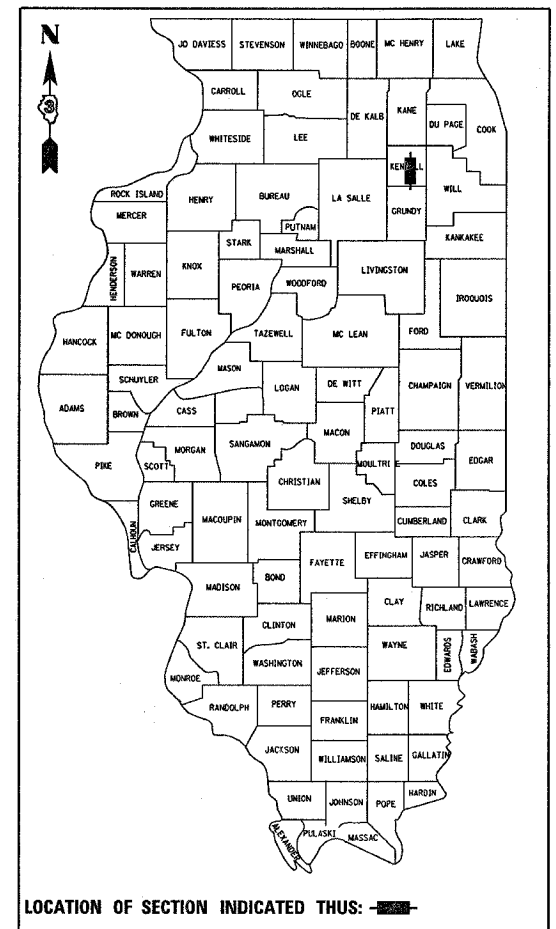 N
JO DAVIESS STEVENSON WINNEBAGO BOONE MC HENRY LAKE
CARROLL OGLE DE KALB KANE DU PAGE COOK
WHITESIDE LEE
KENDALL WILL
ROCK ISLAND HENRY BUREAU LA SALLE GRUNDY
MERCER PUTNAM KANKAKEE
STARK MARSHALL
HENDERSON WARREN KNOX PEORIA WOODFORD LIVINGSTON IROQUOIS
HANCOCK MC DONOUGH FULTON TAZEWELL MC LEAN FORD
SCHUYLER MASON LOGAN DE WITT CHAMPAIGN VERMILION
ADAMS BROWN CASS PIATT
MACON
PIKE SCOTT MORGAN SANGAMON MOULTRIE DOUGLAS EDGAR
CHRISTIAN COLES
GREENE MACOUPIN MONTGOMERY SHELBY CUMBERLAND CLARK
CALHOUN JERSEY FAYETTE EFFINGHAM JASPER CRAWFORD
MADISON BOND
CLAY RICHLAND LAWRENCE
CLINTON MARION
ST. CLAIR WAYNE EDWARDS WABASH
WASHINGTON JEFFERSON
MONROE
RANDOLPH PERRY HAMILTON WHITE
FRANKLIN
JACKSON WILLIAMSON SALINE GALLATIN
UNION JOHNSON POPE HARDIN
ALEXANDER PULASKI MASSAC
LOCATION OF SECTION INDICATED THUS: